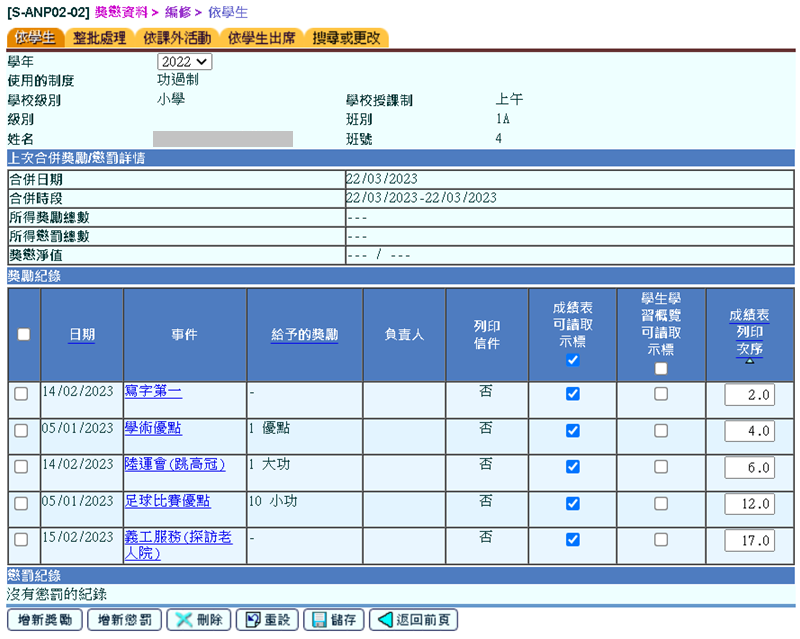 [S-ANP02-02] 獎懲資料 > 編修 > 依學生
依學生 整批處理 依課外活動 依學生出席 搜尋或更改
學年 2022
使用的制度 功過制
學校級別 小學 學校授課制 上午
級別 班別 1A
姓名 班號 4
上次合併獎勵/懲罰詳情
合併日期 22/03/2023
合併時段 22/03/2023-22/03/2023
所得獎勵總數 ---
所得懲罰總數 ---
獎懲淨值 --- / ---
獎勵紀錄
日期 事件 給予的獎勵 負責人 列印信件 成績表可讀取示標 學生學習概覽可讀取示標 成績表列印次序
14/02/2023 寫字第一 - 否 2.0
05/01/2023 學術優點 1 優點 否 4.0
14/02/2023 陸運會(跳高冠) 1 大功 否 6.0
05/01/2023 足球比賽優點 10 小功 否 12.0
15/02/2023 義工服務(探訪老人院) - 否 17.0
懲罰紀錄
沒有懲罰的紀錄
增新獎勵 增新懲罰 刪除 重設 儲存 返回前頁